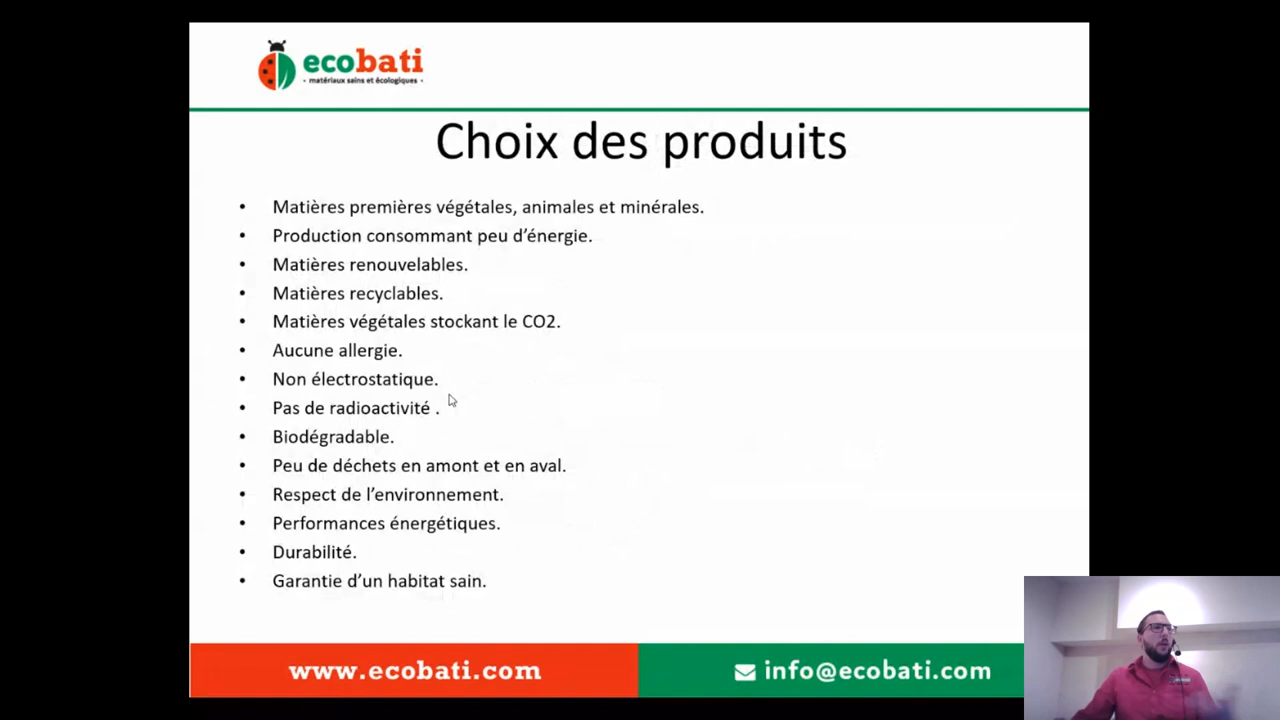 ecobati
• matériaux sains et écologiques •
Choix des produits
• Matières premières végétales, animales et minérales.
• Production consommant peu d’énergie.
• Matières renouvelables.
• Matières recyclables.
• Matières végétales stockant le CO2.
• Aucune allergie.
• Non électrostatique.
• Pas de radioactivité .
• Biodégradable.
• Peu de déchets en amont et en aval.
• Respect de l’environnement.
• Performances énergétiques.
• Durabilité.
• Garantie d’un habitat sain.
www.ecobati.com
info@ecobati.com